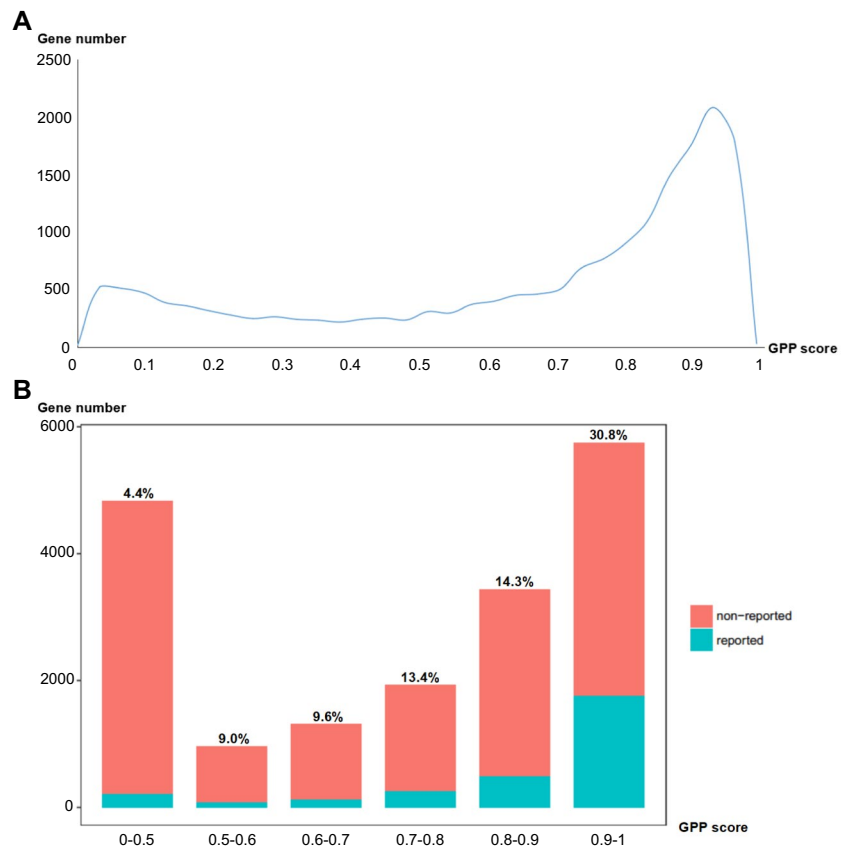 A
Gene number
2500
2000
1500
1000
500
0
0 0.1 0.2 0.3 0.4 0.5 0.6 0.7 0.8 0.9 1
GPP score
B
Gene number
6000
4000
2000
0
4.4%
9.0%
9.6%
13.4%
14.3%
30.8%
non-reported
reported
0-0.5 0.5-0.6 0.6-0.7 0.7-0.8 0.8-0.9 0.9-1
GPP score